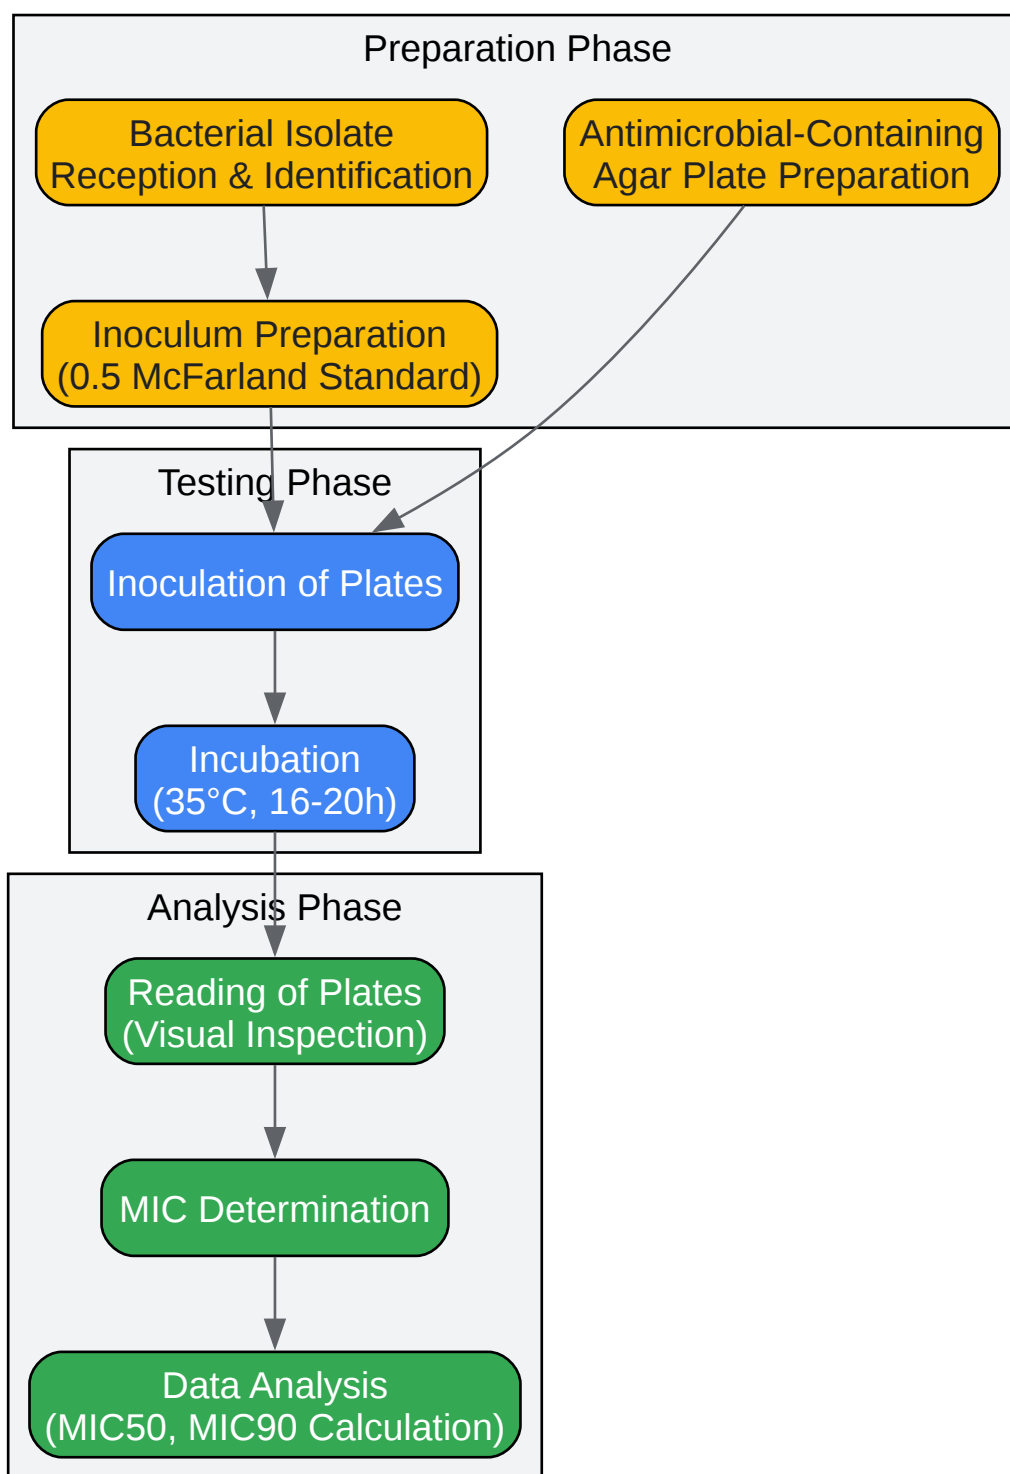 Preparation Phase
Bacterial Isolate
Reception & Identification
Antimicrobial-Containing
Agar Plate Preparation
Inoculum Preparation
(0.5 McFarland Standard)
Testing Phase
Inoculation of Plates
Incubation
(35°C, 16-20h)
Analysis Phase
Reading of Plates
(Visual Inspection)
MIC Determination
Data Analysis
(MIC50, MIC90 Calculation)